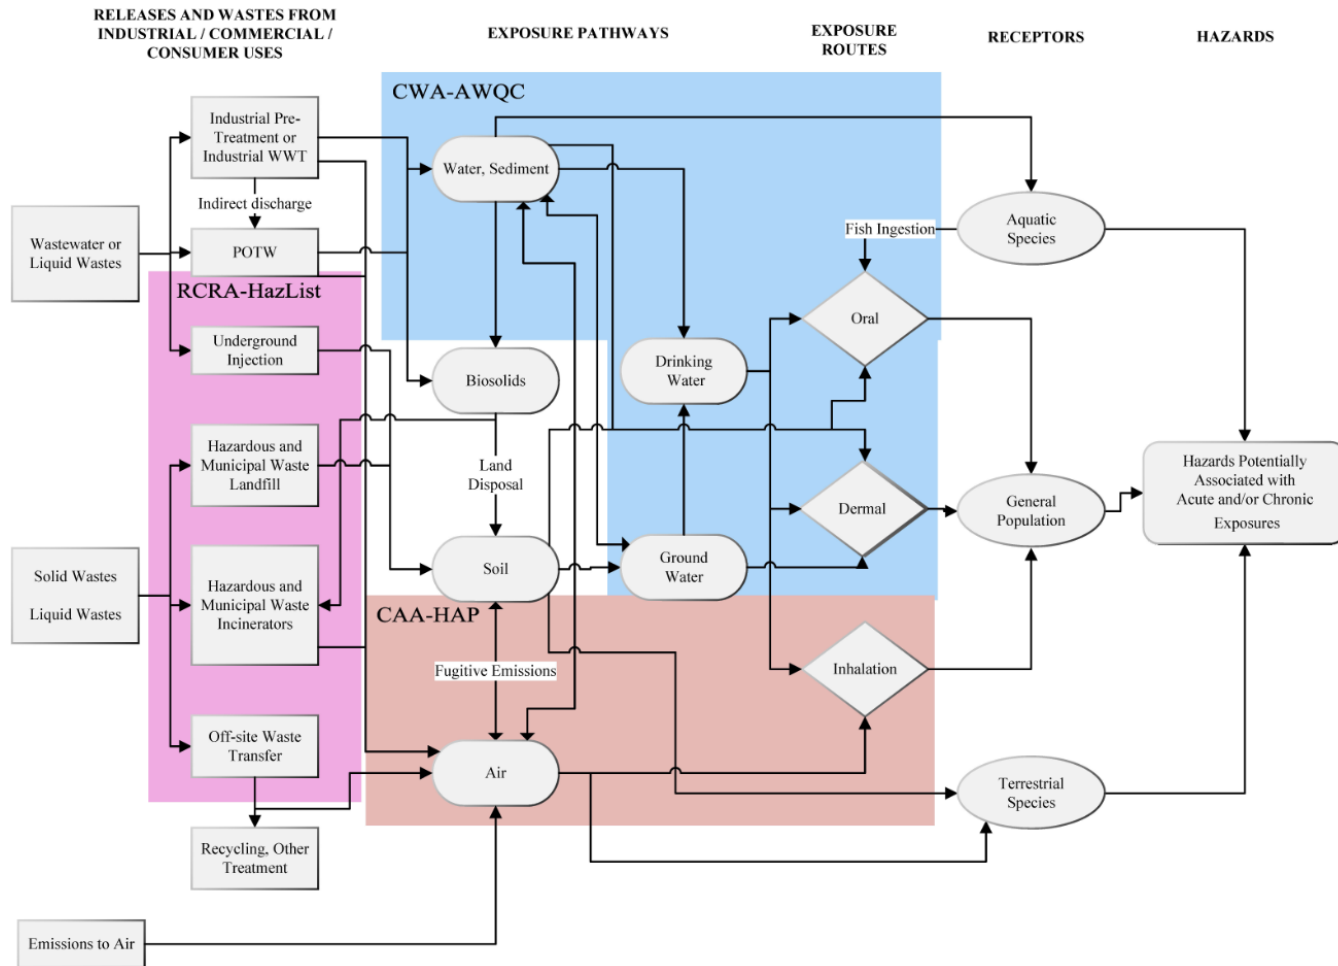 RELEASES AND WASTES FROM
INDUSTRIAL / COMMERCIAL /
CONSUMER USES
EXPOSURE PATHWAYS
EXPOSURE
ROUTES
RECEPTORS
HAZARDS
CWA-AWQC
Industrial Pre-
Treatment or
Industrial WWT
Water, Sediment
Indirect discharge
Wastewater or
Liquid Wastes
POTW
Fish Ingestion
Aquatic
Species
RCRA-HazList
Oral
Underground
Injection
Biosolids
Drinking
Water
Hazardous and
Municipal Waste
Landfill
Land
Disposal
Dermal
General
Population
Hazards Potentially
Associated with
Acute and/or Chronic
Exposures
Solid Wastes
Liquid Wastes
Hazardous and
Municipal Waste
Incinerators
Soil
Ground
Water
CAA-HAP
Fugitive Emissions
Inhalation
Off-site Waste
Transfer
Air
Terrestrial
Species
Recycling, Other
Treatment
Emissions to Air